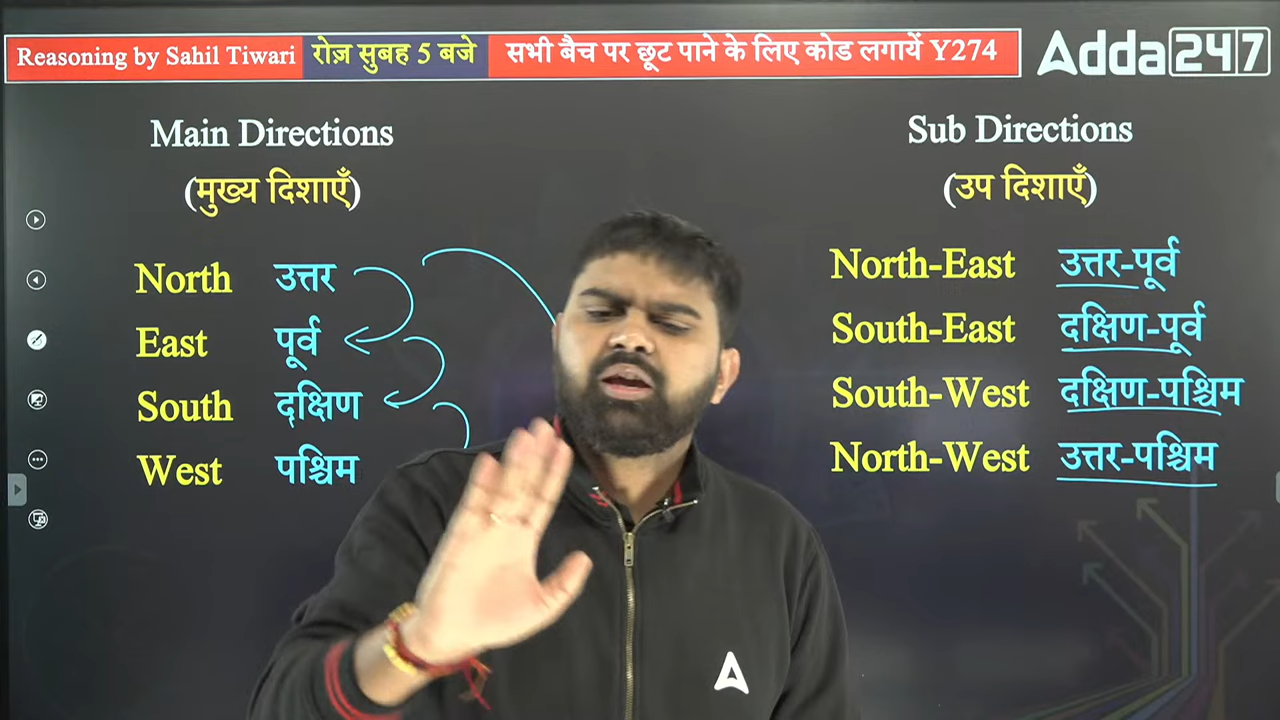 Reasoning by Sahil Tiwari रोज़ सुबह 5 बजे सभी बैच पर छूट पाने के लिए कोड लगायें Y274 Adda247
Main Directions
(मुख्य दिशाएँ)
North उत्तर
East पूर्व
South दक्षिण
West पश्चिम
Sub Directions
(उप दिशाएँ)
North-East उत्तर-पूर्व
South-East दक्षिण-पूर्व
South-West दक्षिण-पश्चिम
North-West उत्तर-पश्चिम